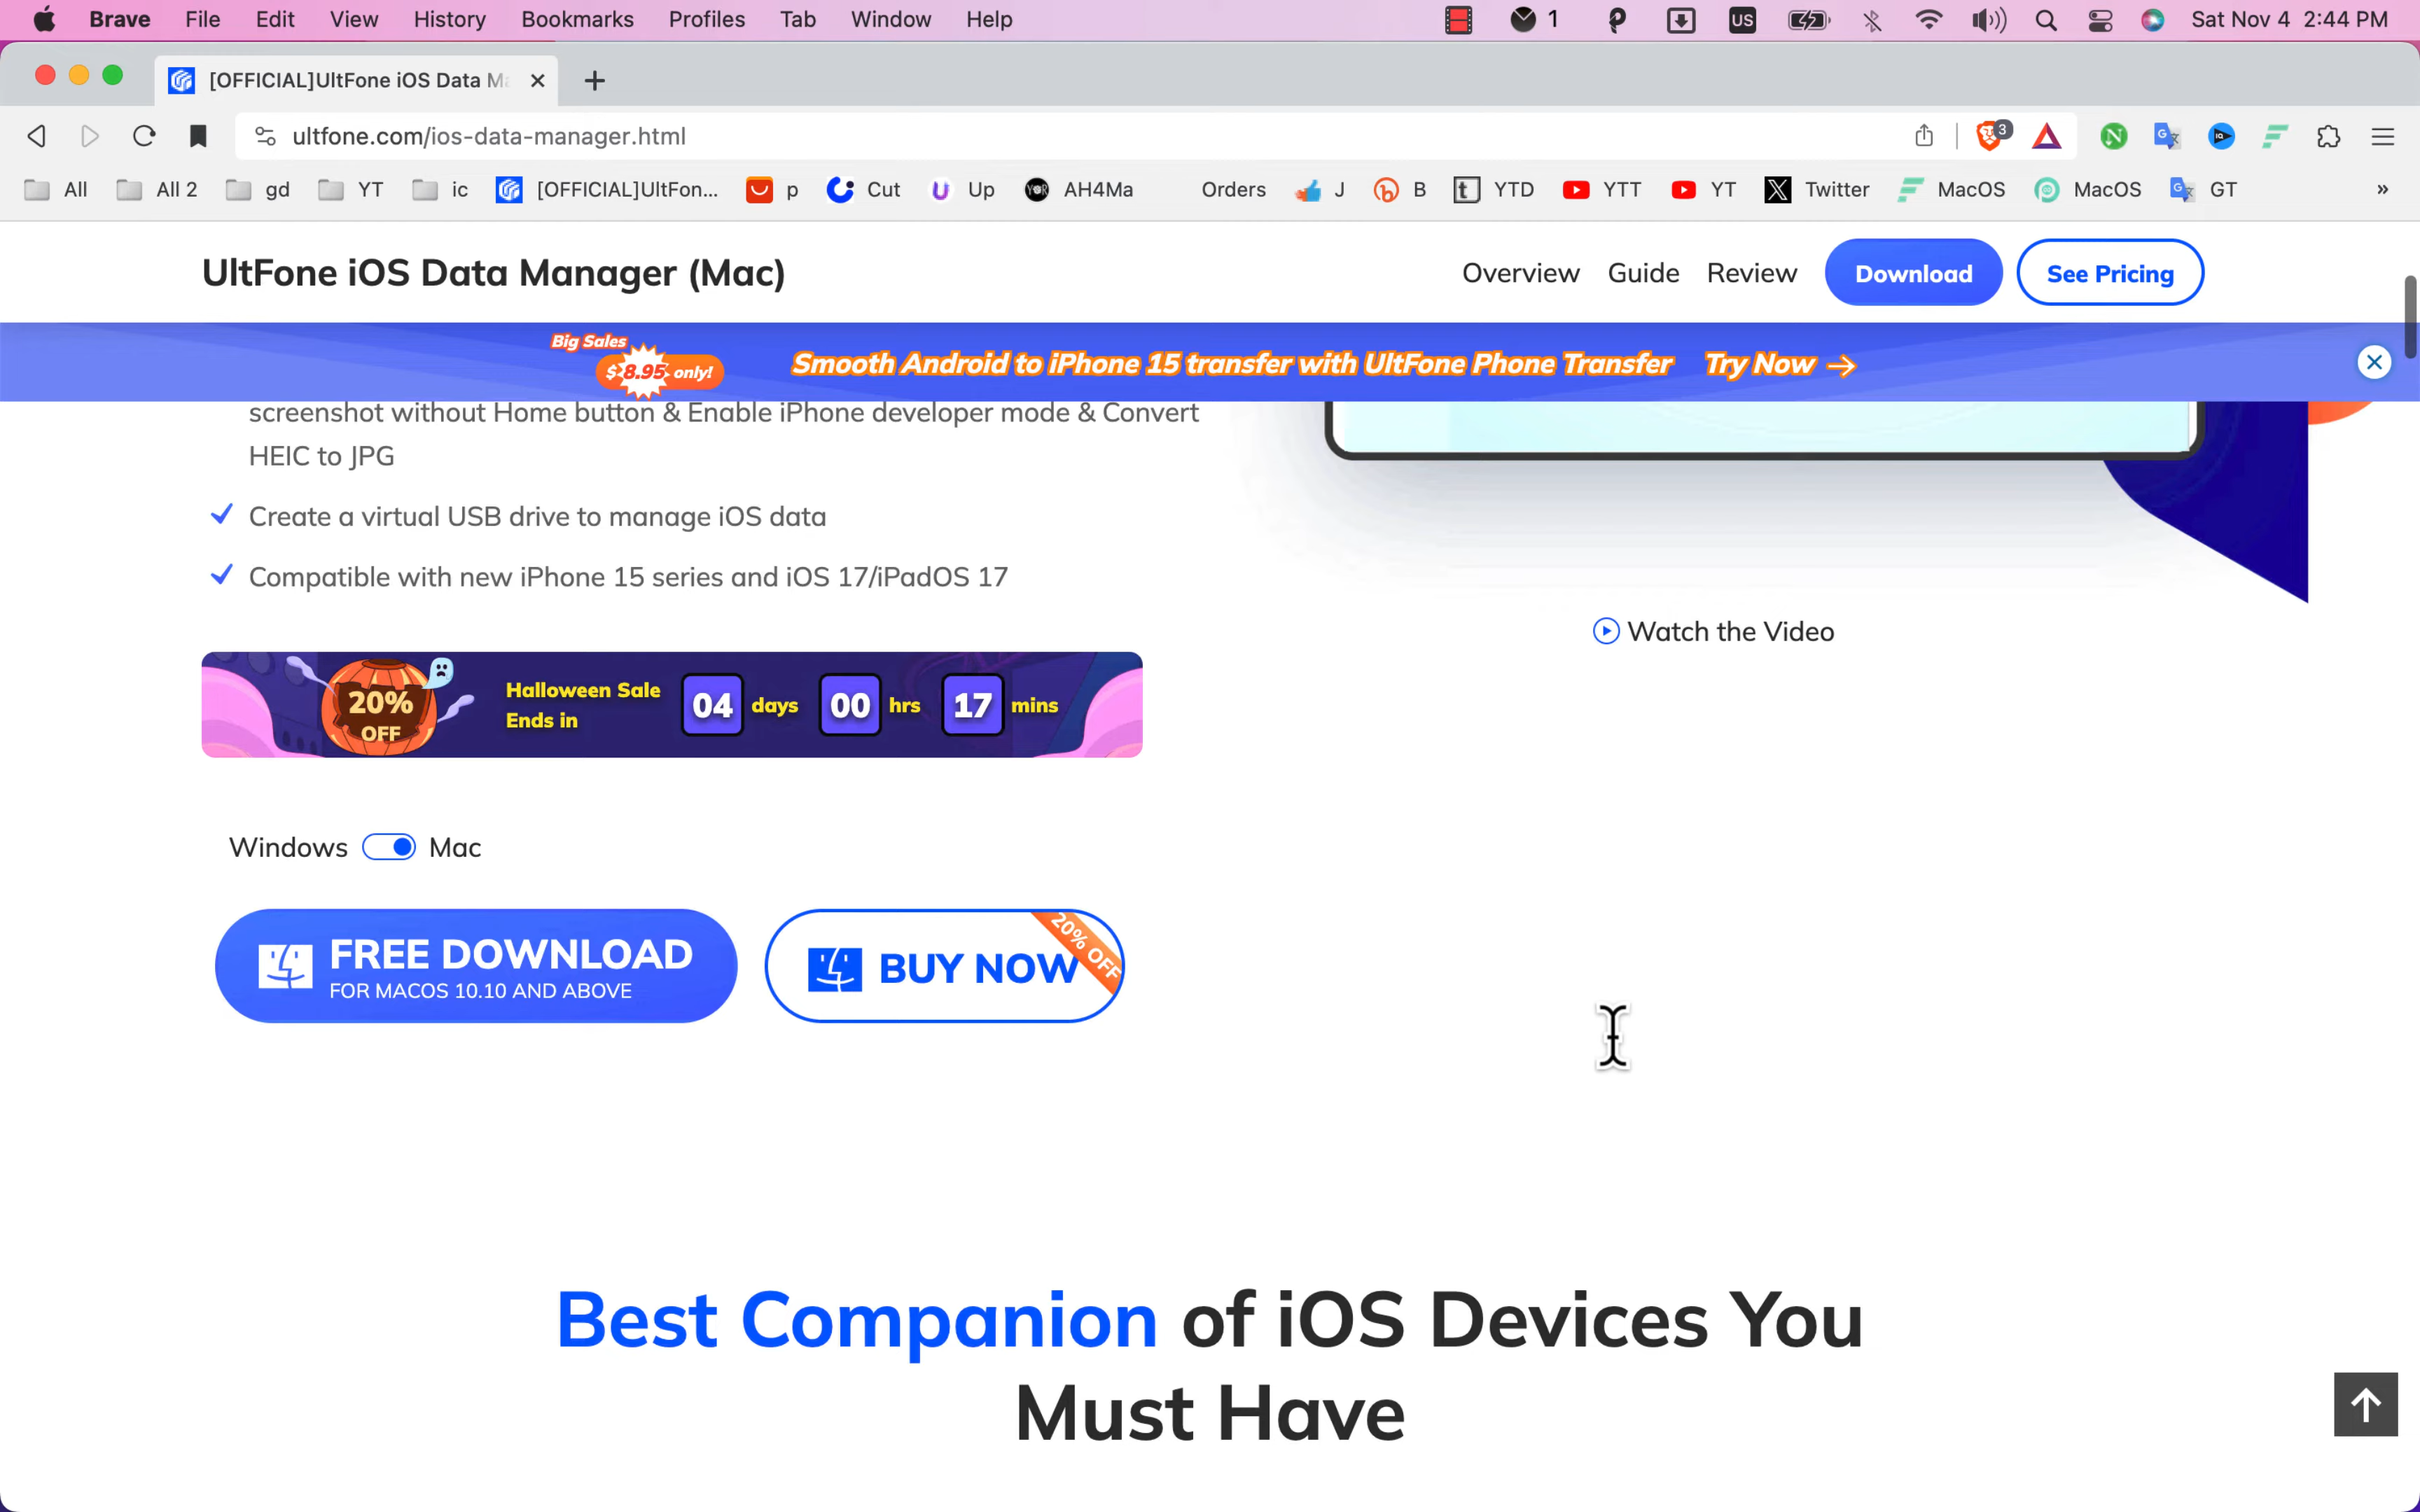 Brave File Edit View History Bookmarks Profiles Tab Window Help 1 US Sat Nov 4 2:44 PM
[OFFICIAL]UltFone iOS Data Ma
ultfone.com/ios-data-manager.html 3
All All 2 gd YT ic [OFFICIAL]UltFon... p Cut Up AH4Ma Orders J B YTD YTT YT Twitter MacOS MacOS GT »
UltFone iOS Data Manager (Mac) Overview Guide Review Download See Pricing
Big Sales
$8.95 only! Smooth Android to iPhone 15 transfer with UltFone Phone Transfer Try Now →
screenshot without Home button & Enable iPhone developer mode & Convert
HEIC to JPG
Create a virtual USB drive to manage iOS data
Compatible with new iPhone 15 series and iOS 17/iPadOS 17
Watch the Video
20%
OFF
Halloween Sale
Ends in
04 days 00 hrs 17 mins
Windows Mac
FREE DOWNLOAD
FOR MACOS 10.10 AND ABOVE
BUY NOW
20% OFF
Best Companion of iOS Devices You
Must Have